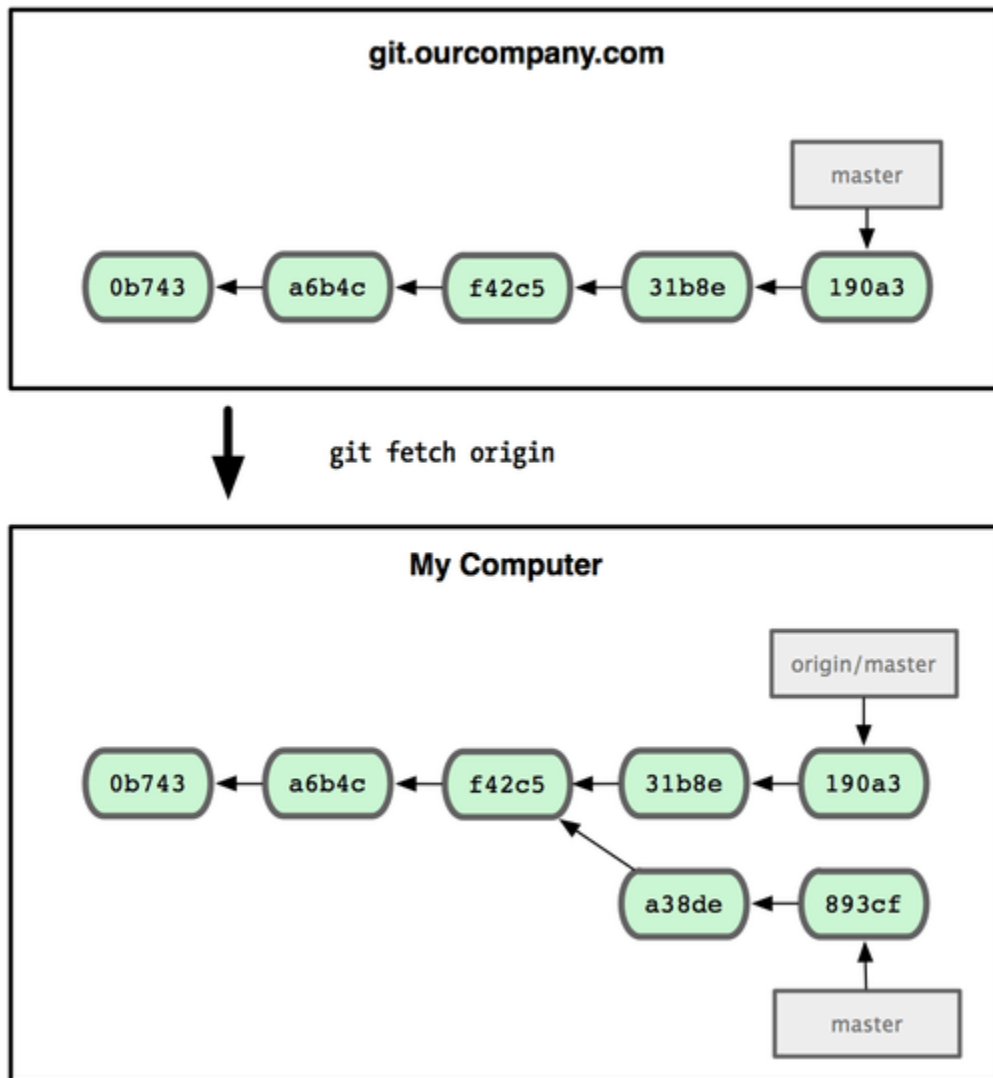 git.ourcompany.com
master
0b743 a6b4c f42c5 31b8e 190a3
git fetch origin
My Computer
origin/master
0b743 a6b4c f42c5 31b8e 190a3
a38de 893cf
master